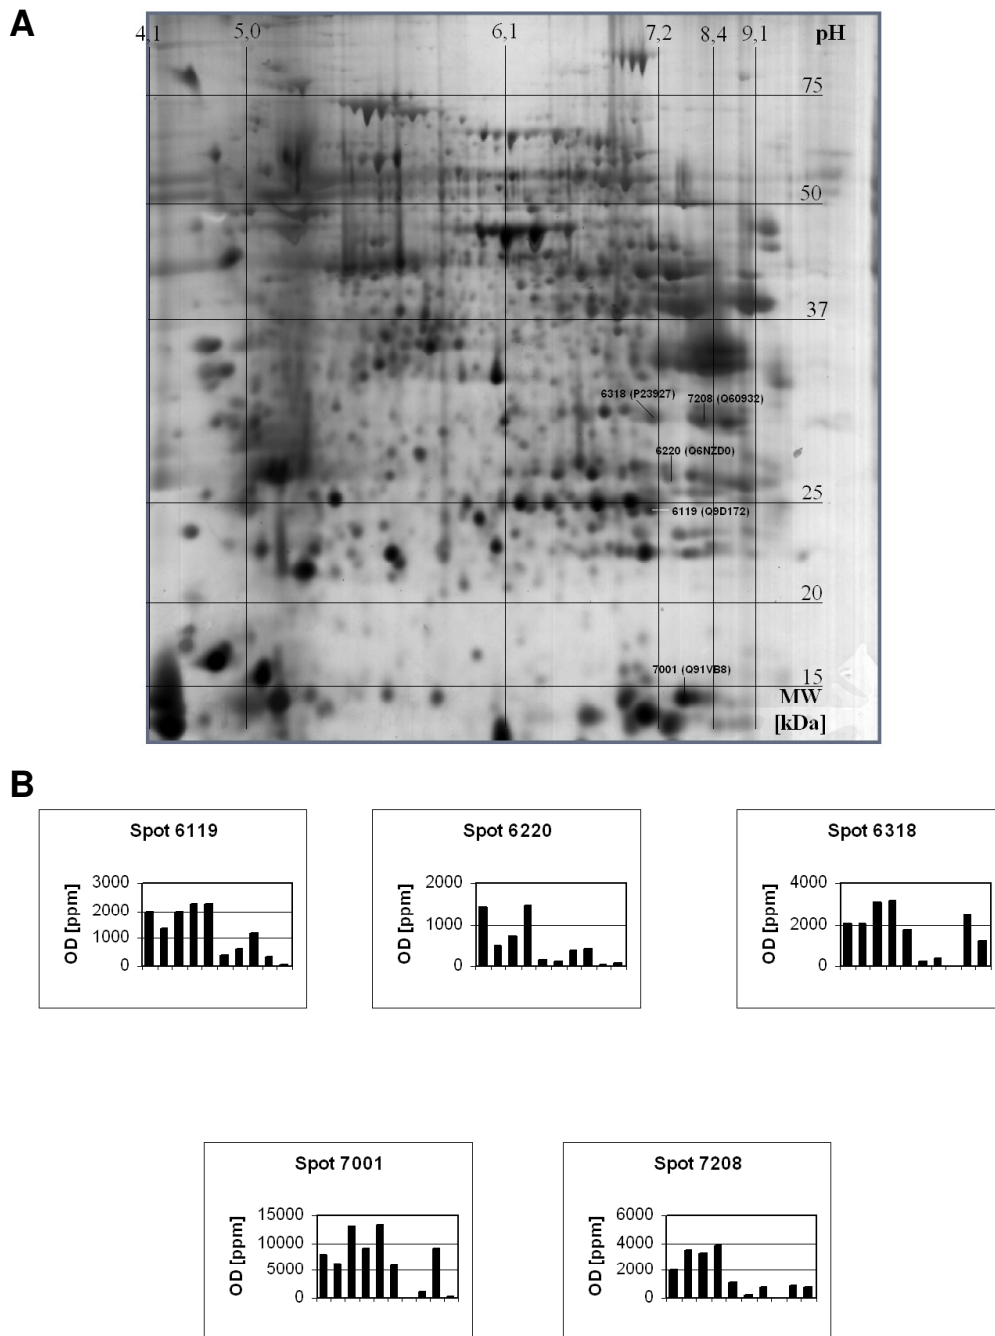 A
4,1 5,0 6,1 7,2 8,4 9,1 pH
75
50
37
6318 (P23927) 7208 (Q60932)
6220 (Q6NZD0)
25
6119 (Q9D172)
20
7001 (Q91VB8)
15
MW
[kDa]
B
Spot 6119
OD [ppm]
3000
2000
1000
0
Spot 6220
OD [ppm]
2000
1000
0
Spot 6318
OD [ppm]
4000
2000
0
Spot 7001
OD [ppm]
15000
10000
5000
0
Spot 7208
OD [ppm]
6000
4000
2000
0